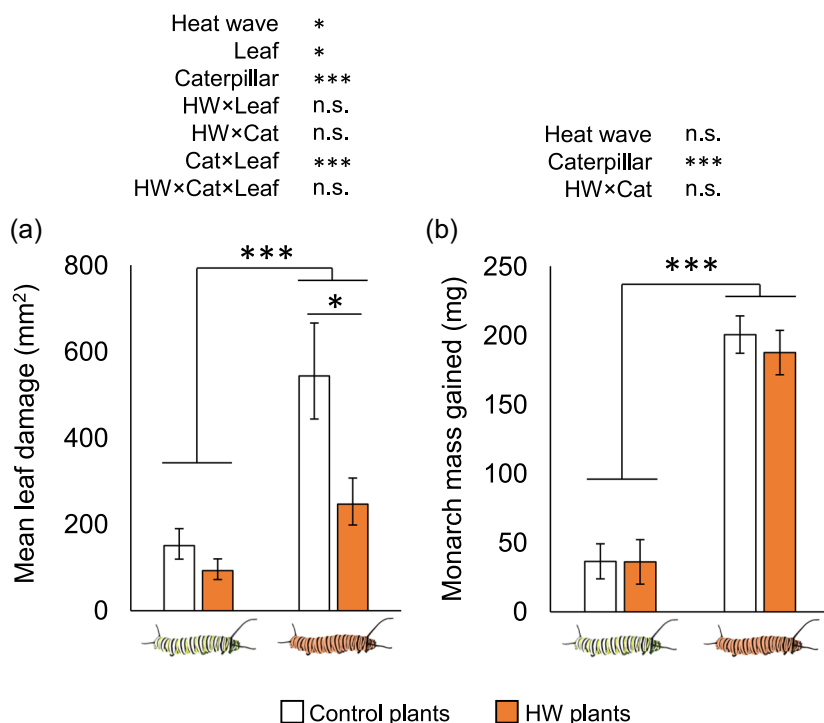 Heat wave *
Leaf *
Caterpillar ***
HW×Leaf n.s.
HW×Cat n.s.
Cat×Leaf ***
HW×Cat×Leaf n.s.
Heat wave n.s.
Caterpillar ***
HW×Cat n.s.
(a)
Mean leaf damage (mm²)
800
600
400
200
0
***
*
(b)
Monarch mass gained (mg)
250
200
150
100
50
0
***
Control plants
HW plants